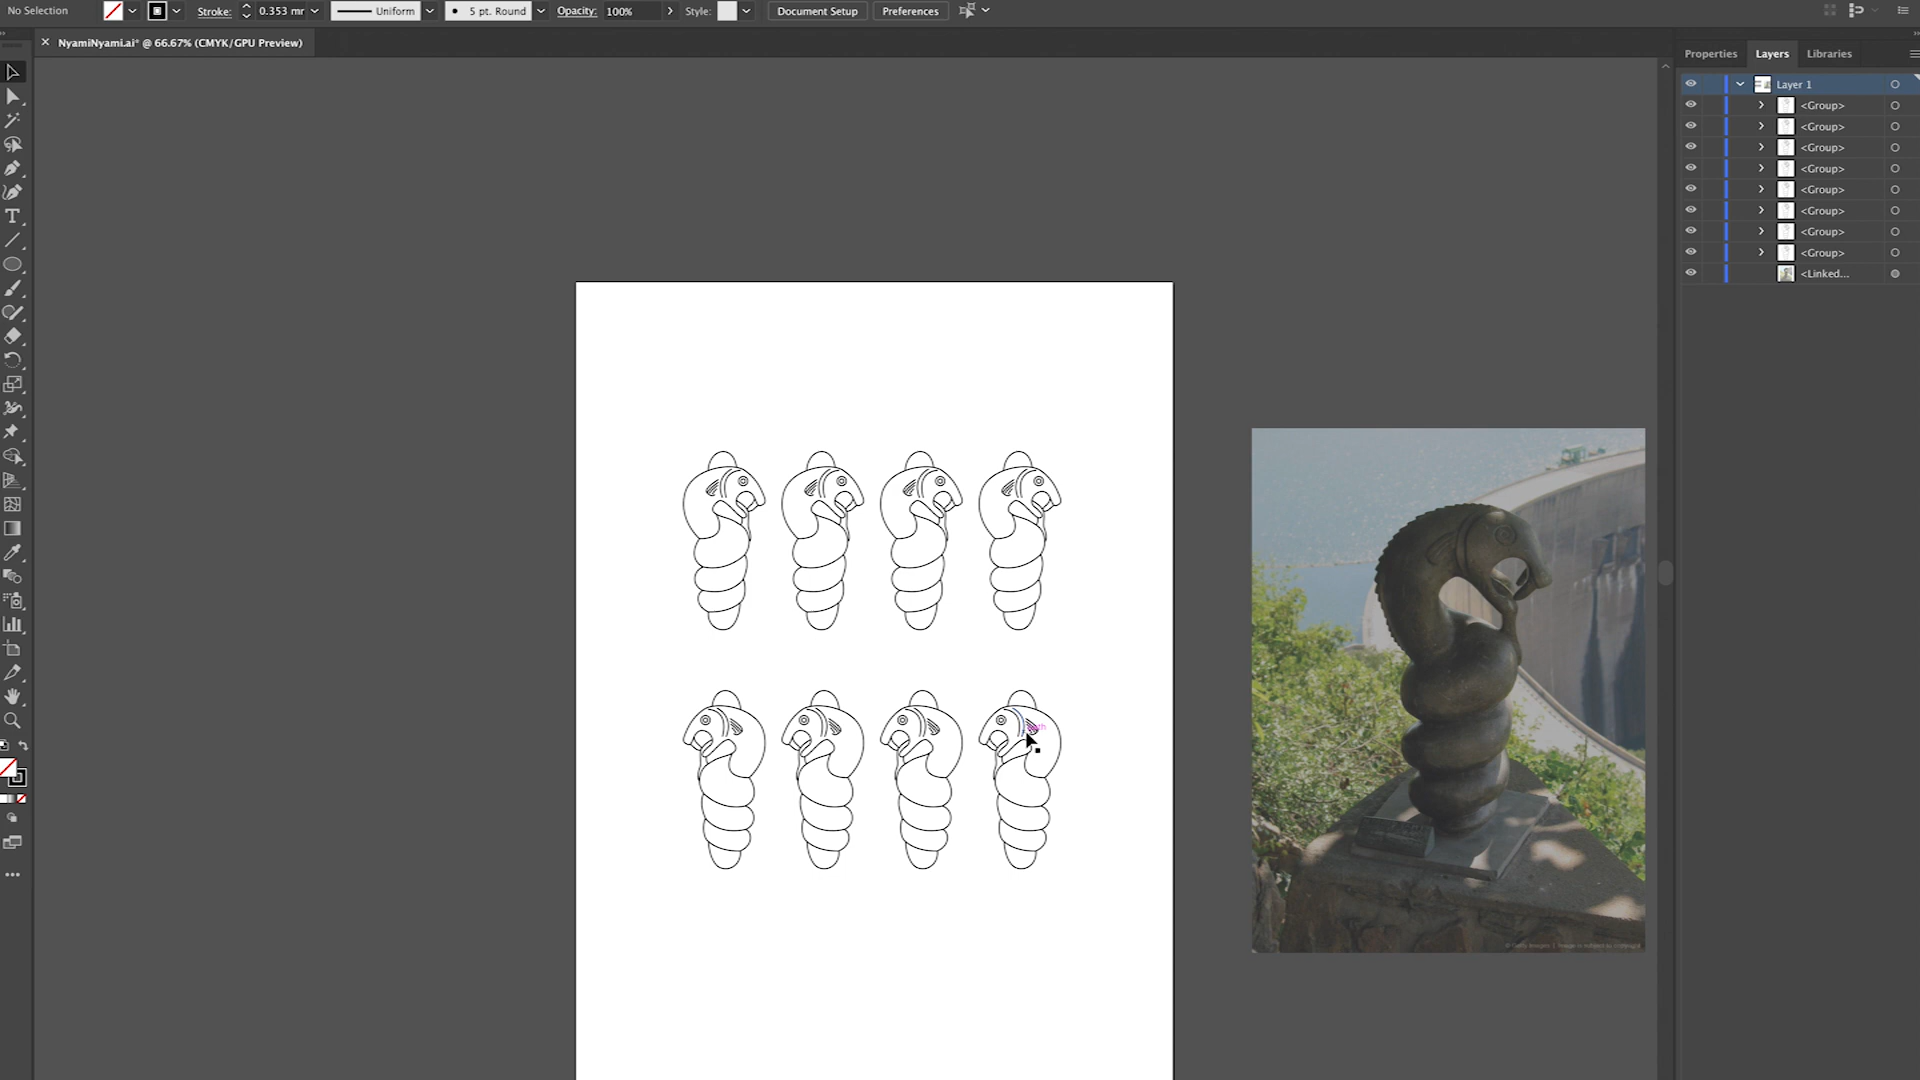 No Selection
Stroke:
0.353 mr
Uniform
5 pt. Round
Opacity:
100%
Style:
Document Setup
Preferences
NyamiNyami.ai* @ 66.67% (CMYK/GPU Preview)
Properties
Layers
Libraries
Layer 1
<Group>
<Group>
<Group>
<Group>
<Group>
<Group>
<Group>
<Group>
<Linked...